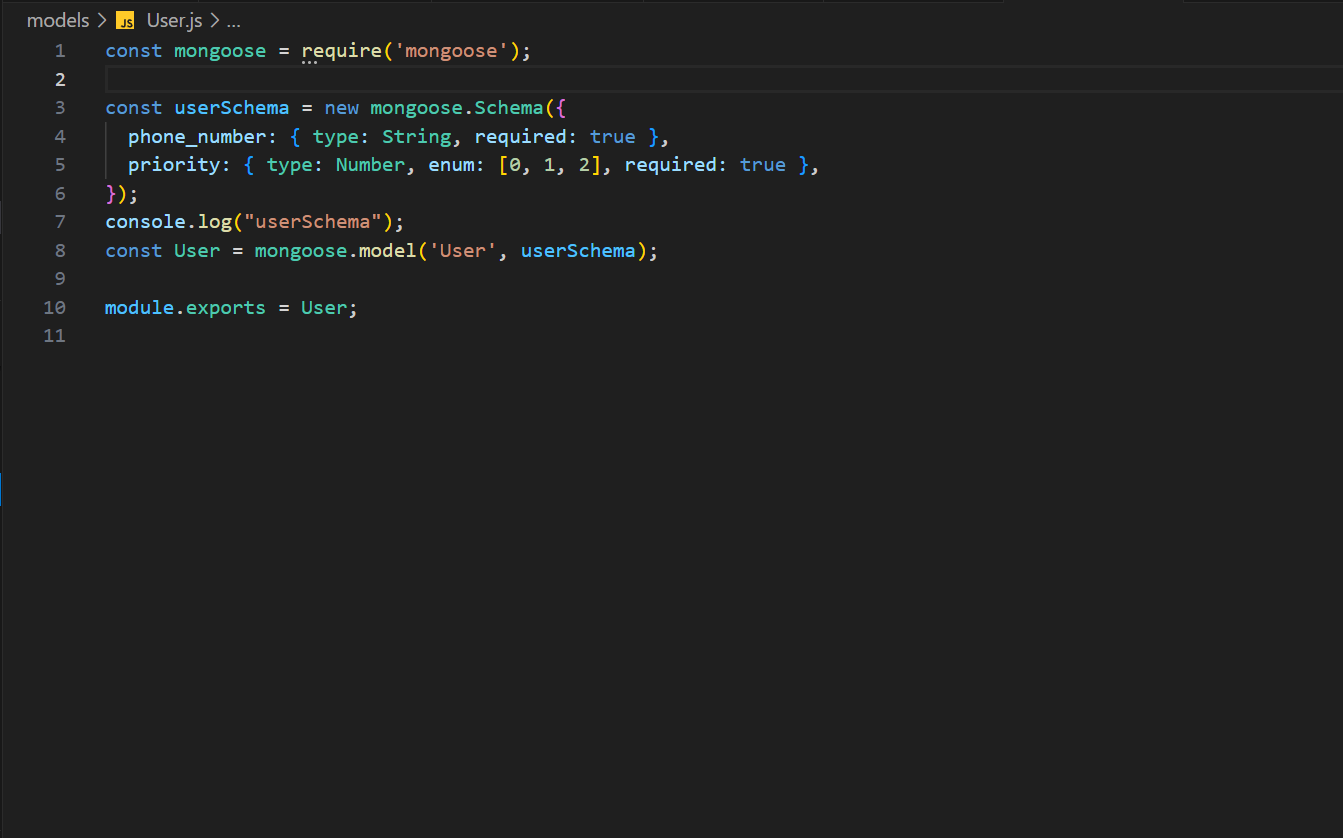 models > JS User.js > ...
1 const mongoose = require('mongoose');
2
3 const userSchema = new mongoose.Schema({
4   phone_number: { type: String, required: true },
5   priority: { type: Number, enum: [0, 1, 2], required: true },
6 });
7 console.log("userSchema");
8 const User = mongoose.model('User', userSchema);
9
10 module.exports = User;
11